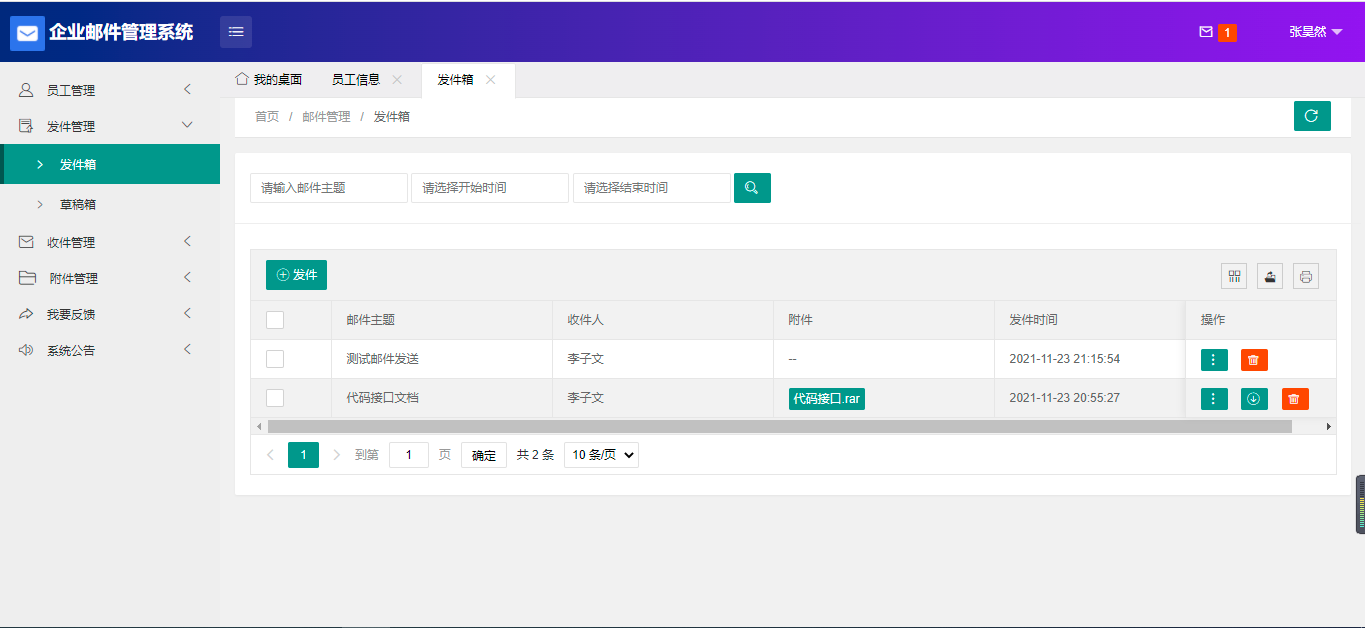 企业邮件管理系统
1
张昊然
员工管理
发件管理
发件箱
草稿箱
收件管理
附件管理
我要反馈
系统公告
我的桌面
员工信息
发件箱
首页 / 邮件管理 / 发件箱
请输入邮件主题
请选择开始时间
请选择结束时间
发件
邮件主题 收件人 附件 发件时间 操作
测试邮件发送 李子文 -- 2021-11-23 21:15:54
代码接口文档 李子文 代码接口.rar 2021-11-23 20:55:27
1 到第 1 页 确定 共 2 条 10 条/页